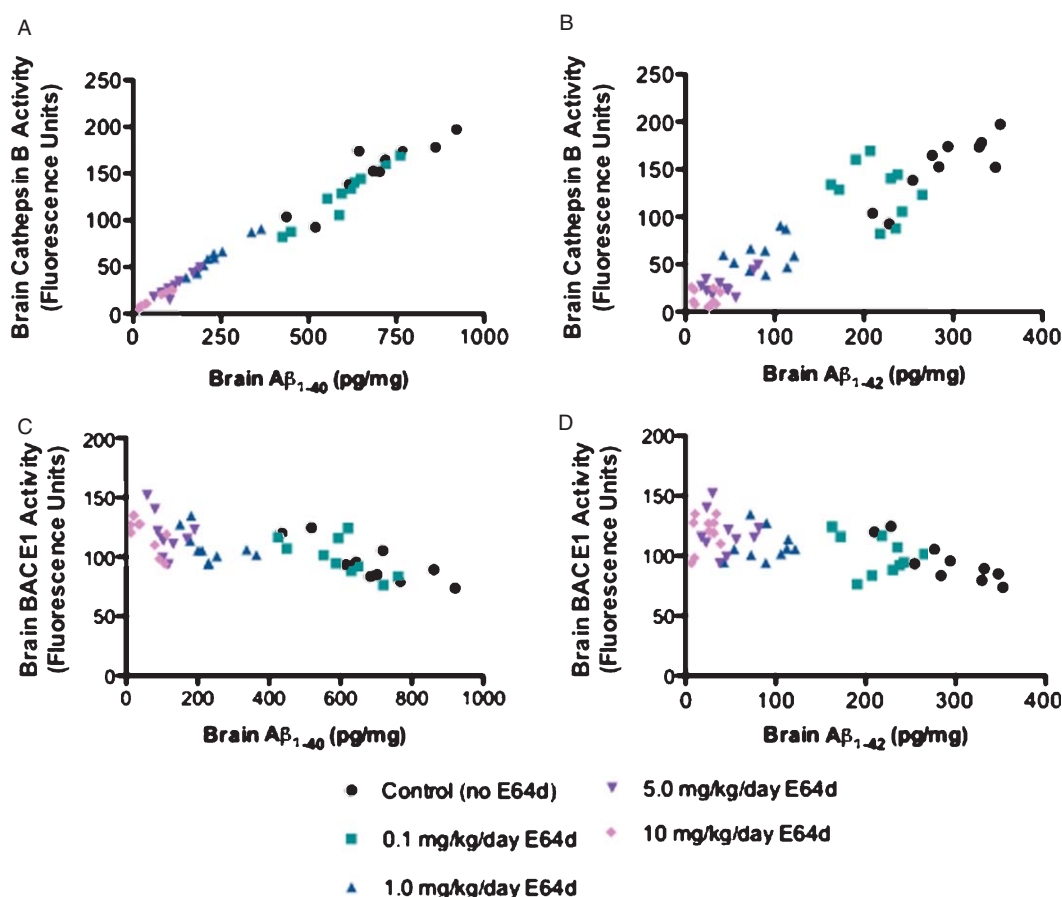 A
Brain Cathepsin B Activity
(Fluorescence Units)
250
200
150
100
50
0
0
250
500
750
1000
Brain Aβ1-40 (pg/mg)
B
Brain Cathepsin B Activity
(Fluorescence Units)
250
200
150
100
50
0
0
100
200
300
400
Brain Aβ1-42 (pg/mg)
C
Brain BACE1 Activity
(Fluorescence Units)
200
150
100
50
0
0
200
400
600
800
1000
Brain Aβ1-40 (pg/mg)
D
Brain BACE1 Activity
(Fluorescence Units)
200
150
100
50
0
0
100
200
300
400
Brain Aβ1-42 (pg/mg)
Control (no E64d)
0.1 mg/kg/day E64d
1.0 mg/kg/day E64d
5.0 mg/kg/day E64d
10 mg/kg/day E64d